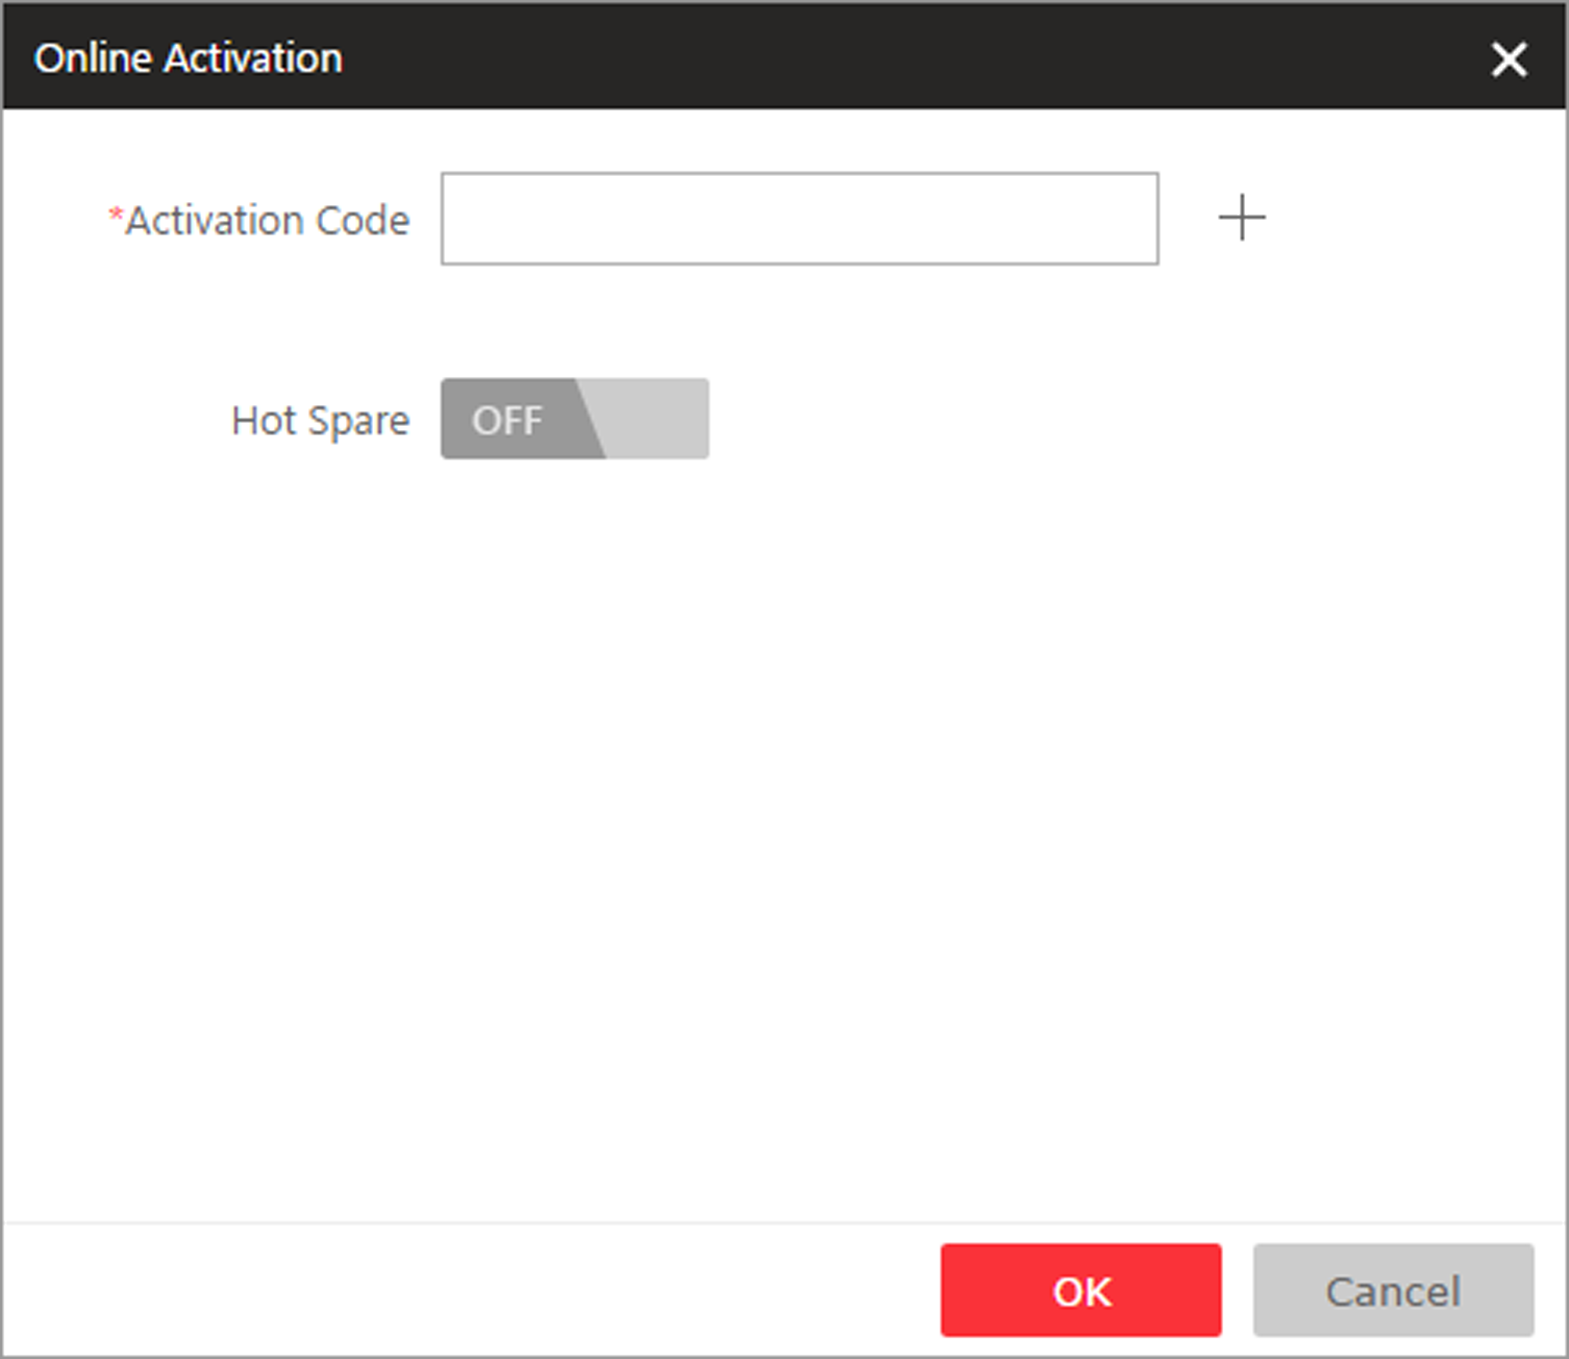 Online Activation
*Activation Code
Hot Spare OFF
OK Cancel